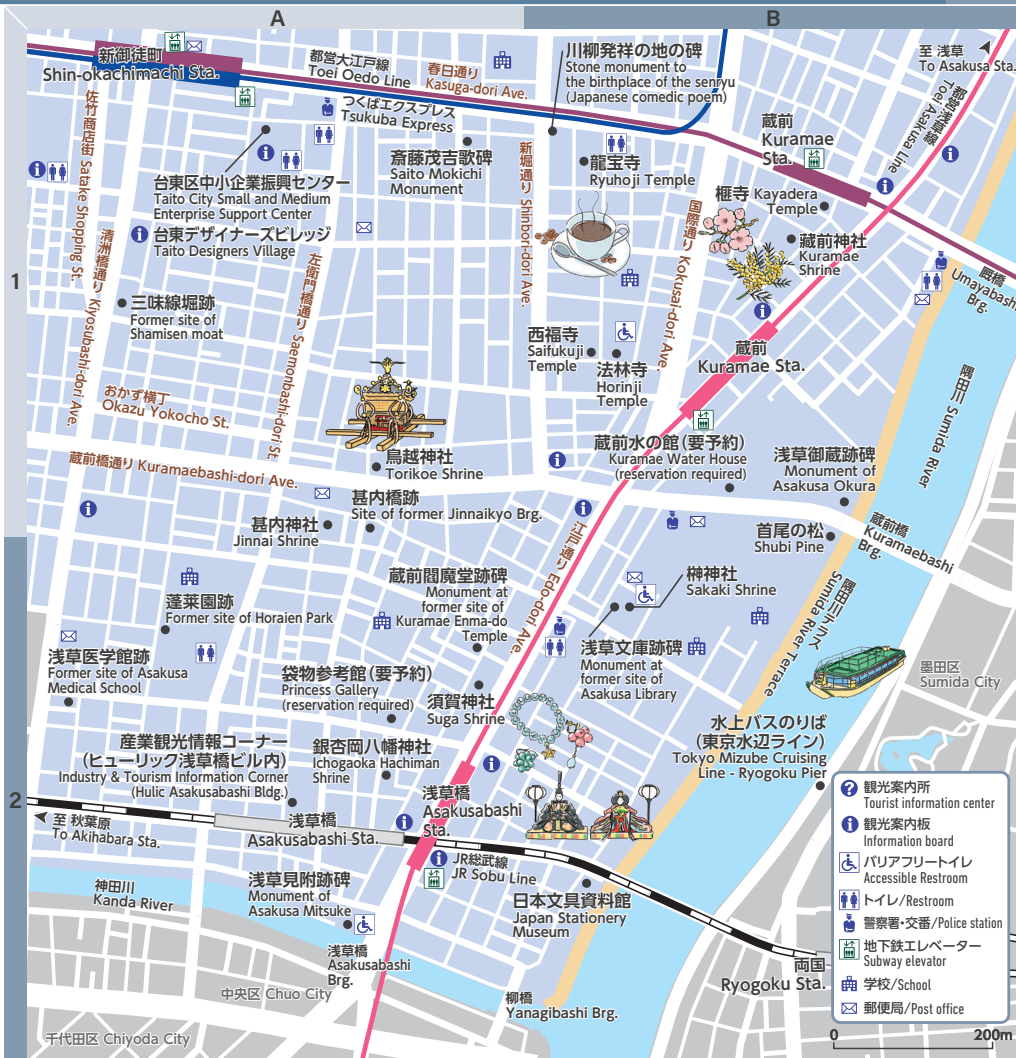 A
B
1
2
新御徒町
Shin-okachimachi Sta.
都営大江戸線
Toei Oedo Line
春日通り
Kasuga-dori Ave.
つくばエクスプレス
Tsukuba Express
川柳発祥の地の碑
Stone monument to
the birthplace of the senryu
(Japanese comedic poem)
至 浅草
To Asakusa Sta.
都営浅草線
Toei Asakusa Line
蔵前
Kuramae
Sta.
佐竹商店街 Satake Shopping St.
清洲橋通り Kiyosubashi-dori Ave.
左衛門橋通り Saemonbashi-dori St.
新堀通り Shinbori-dori Ave.
国際通り Kokusai-dori Ave.
斎藤茂吉歌碑
Saito Mokichi
Monument
龍宝寺
Ryuhoji Temple
台東区中小企業振興センター
Taito City Small and Medium
Enterprise Support Center
台東デザイナーズビレッジ
Taito Designers Village
榧寺 Kayadera
Temple
蔵前神社
Kuramae
Shrine
厩橋
Umayabashi
Brg.
三味線堀跡
Former site of
Shamisen moat
西福寺
Saifukuji
Temple
法林寺
Horinji
Temple
蔵前
Kuramae Sta.
隅田川 Sumida River
おかず横丁
Okazu Yokocho St.
蔵前橋通り Kuramaebashi-dori Ave.
鳥越神社
Torikoe Shrine
蔵前水の館(要予約)
Kuramae Water House
(reservation required)
浅草御蔵跡碑
Monument of
Asakusa Okura
甚内橋跡
Site of former Jinnaikyo Brg.
甚内神社
Jinnai Shrine
首尾の松
Shubi Pine
蔵前橋
Kuramaebashi
Brg.
江戸通り Edo-dori Ave.
蔵前閻魔堂跡碑
Monument at
former site of
Kuramae Enma-do
Temple
榊神社
Sakaki Shrine
隅田川テラス
Sumida River Terrace
蓬莱園跡
Former site of Horaien Park
浅草文庫跡碑
Monument at
former site of
Asakusa Library
浅草医学館跡
Former site of Asakusa
Medical School
袋物参考館(要予約)
Princess Gallery
(reservation required)
須賀神社
Suga Shrine
墨田区
Sumida City
水上バスのりば
(東京水辺ライン)
Tokyo Mizube Cruising
Line - Ryogoku Pier
産業観光情報コーナー
(ヒューリック浅草橋ビル内)
Industry & Tourism Information Corner
(Hulic Asakusabashi Bldg.)
銀杏岡八幡神社
Ichogaoka Hachiman
Shrine
浅草橋
Asakusabashi
Sta.
至 秋葉原
To Akihabara Sta.
浅草橋
Asakusabashi Sta.
JR総武線
JR Sobu Line
神田川
Kanda River
浅草見附跡碑
Monument of
Asakusa Mitsuke
日本文具資料館
Japan Stationery
Museum
浅草橋
Asakusabashi
Brg.
中央区 Chuo City
柳橋
Yanagibashi Brg.
両国
Ryogoku Sta.
千代田区 Chiyoda City
観光案内所
Tourist information center
観光案内板
Information board
バリアフリートイレ
Accessible Restroom
トイレ/Restroom
警察署・交番/Police station
地下鉄エレベーター
Subway elevator
学校/School
郵便局/Post office
0 200m